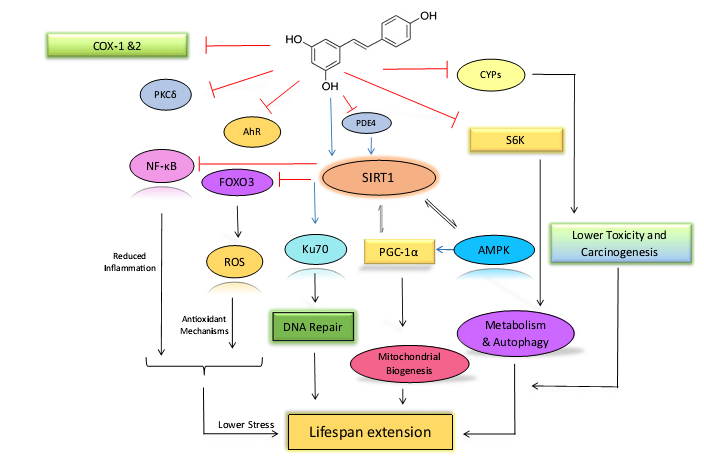 OH
COX-1 &2
HO
CYPs
PKCδ
OH
PDE4
AhR
S6K
NF-κB
FOXO3
SIRT1
Lower Toxicity and
Carcinogenesis
Ku70
PGC-1α
AMPK
Reduced
Inflammation
ROS
Antioxidant
Mechanisms
DNA Repair
Metabolism
& Autophagy
Mitochondrial
Biogenesis
Lower Stress
Lifespan extension